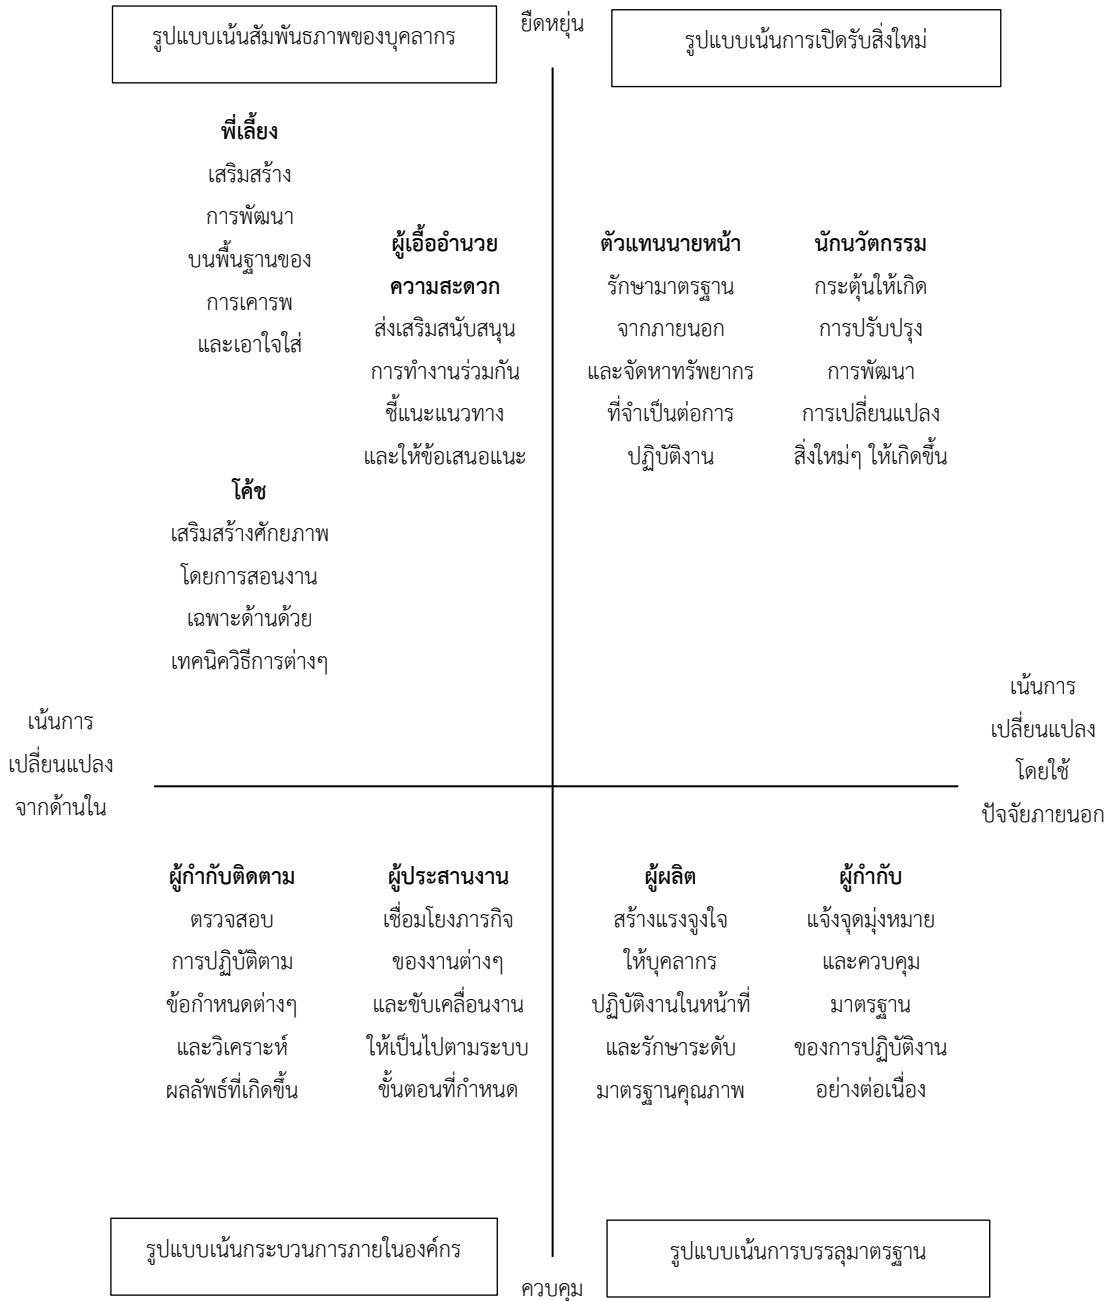 รูปแบบเน้นสัมพันธภาพของบุคลากร
ยืดหยุ่น
รูปแบบเน้นการเปิดรับสิ่งใหม่
พี่เลี้ยง
เสริมสร้าง
การพัฒนา
บนพื้นฐานของ
การเคารพ
และเอาใจใส่
ผู้เอื้ออำนวย
ความสะดวก
ส่งเสริมสนับสนุน
การทำงานร่วมกัน
ชี้แนะแนวทาง
และให้ข้อเสนอแนะ
ตัวแทนนายหน้า
รักษามาตรฐาน
จากภายนอก
และจัดหาทรัพยากร
ที่จำเป็นต่อการ
ปฏิบัติงาน
นักนวัตกรรม
กระตุ้นให้เกิด
การปรับปรุง
การพัฒนา
การเปลี่ยนแปลง
สิ่งใหม่ๆ ให้เกิดขึ้น
โค้ช
เสริมสร้างศักยภาพ
โดยการสอนงาน
เฉพาะด้านด้วย
เทคนิควิธีการต่างๆ
เน้นการ
เปลี่ยนแปลง
จากด้านใน
เน้นการ
เปลี่ยนแปลง
โดยใช้
ปัจจัยภายนอก
ผู้กำกับติดตาม
ตรวจสอบ
การปฏิบัติตาม
ข้อกำหนดต่างๆ
และวิเคราะห์
ผลลัพธ์ที่เกิดขึ้น
ผู้ประสานงาน
เชื่อมโยงภารกิจ
ของงานต่างๆ
และขับเคลื่อนงาน
ให้เป็นไปตามระบบ
ขั้นตอนที่กำหนด
ผู้ผลิต
สร้างแรงจูงใจ
ให้บุคลากร
ปฏิบัติงานในหน้าที่
และรักษาระดับ
มาตรฐานคุณภาพ
ผู้กำกับ
แจ้งจุดมุ่งหมาย
และควบคุม
มาตรฐาน
ของการปฏิบัติงาน
อย่างต่อเนื่อง
รูปแบบเน้นกระบวนการภายในองค์กร
ควบคุม
รูปแบบเน้นการบรรลุมาตรฐาน